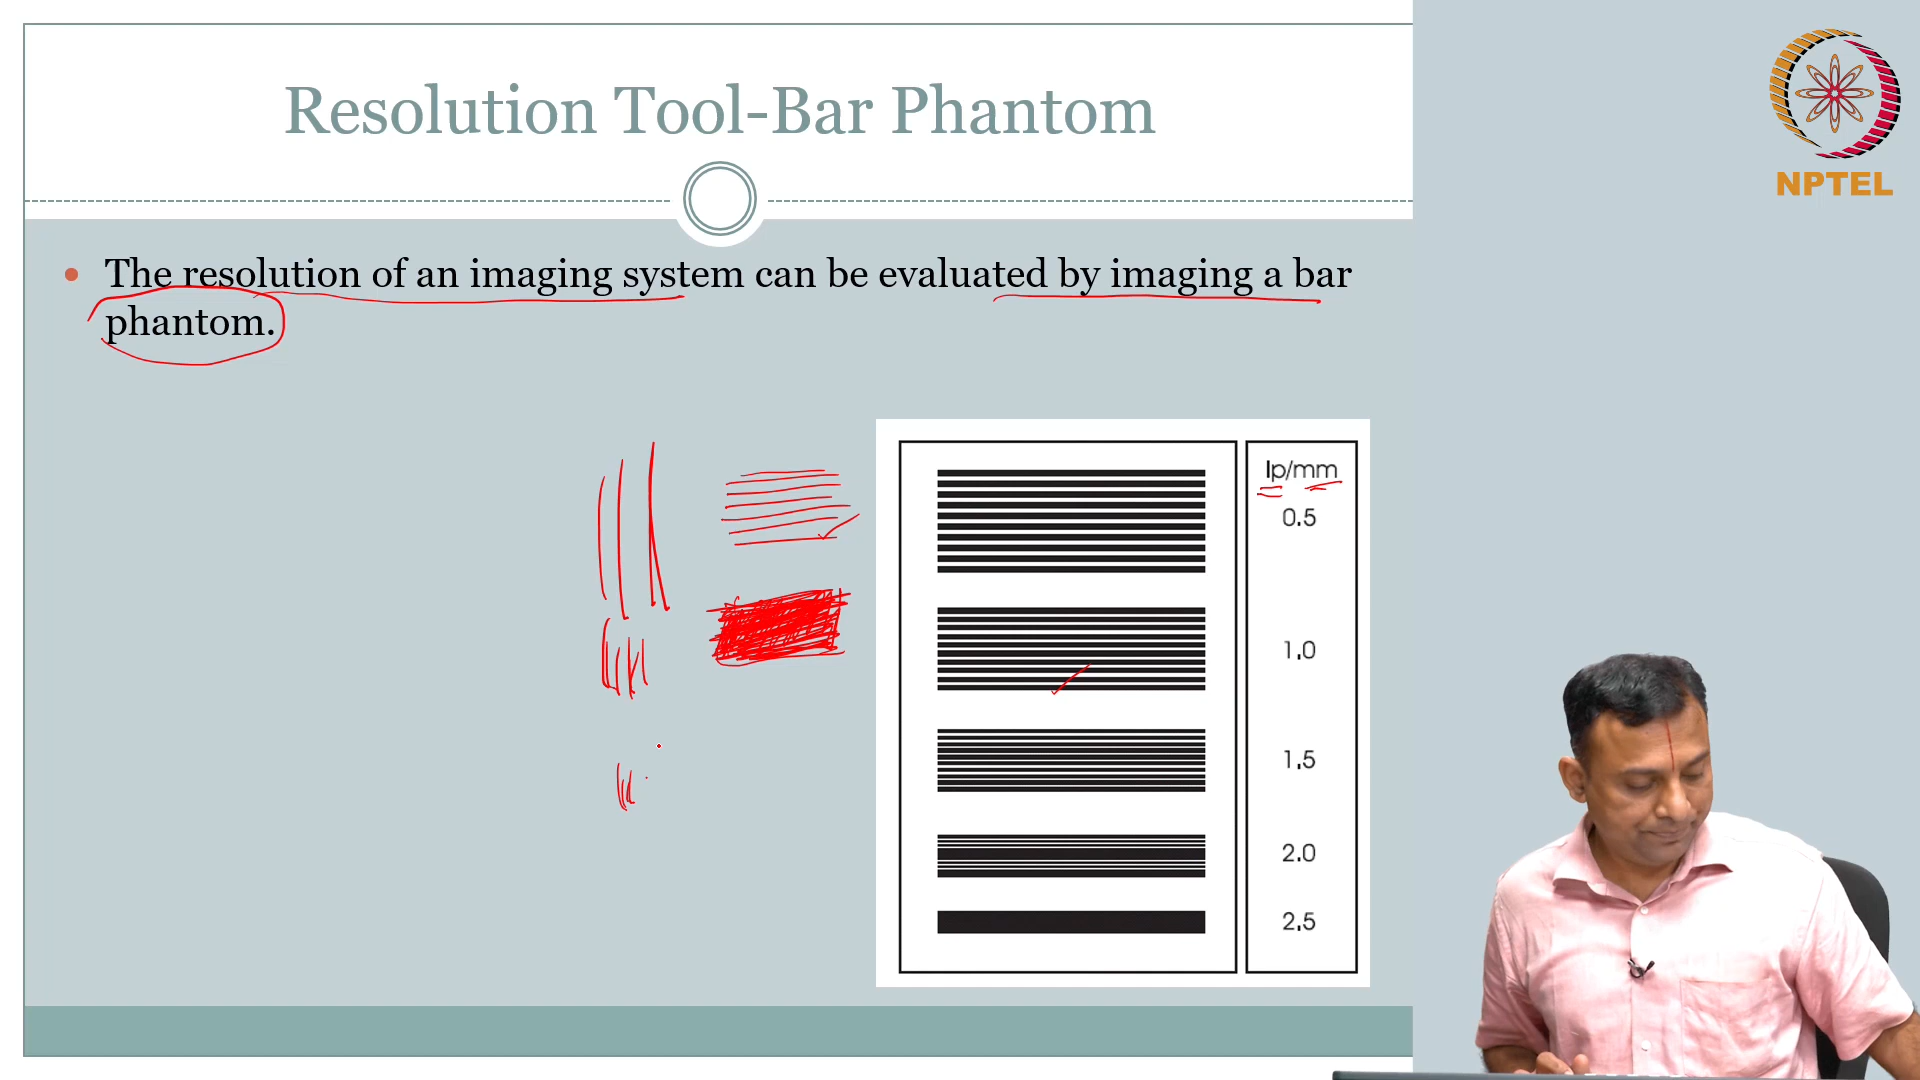 Resolution Tool-Bar Phantom
NPTEL
The resolution of an imaging system can be evaluated by imaging a bar
phantom.
lp/mm
0.5
1.0
1.5
2.0
2.5